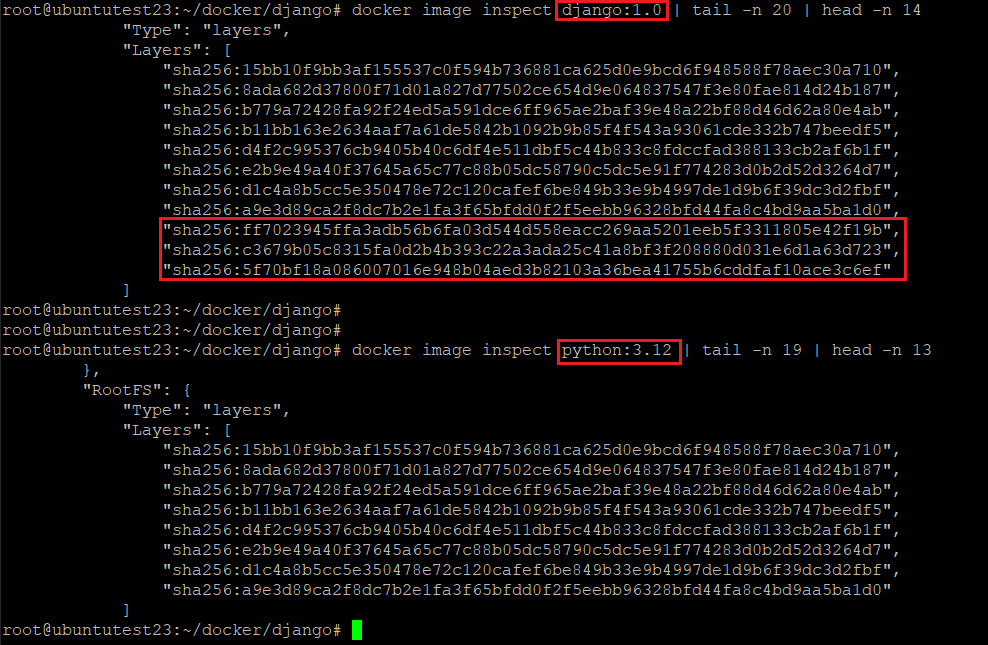 root@ubuntutest23:~/docker/django# docker image inspect django:1.0 | tail -n 20 | head -n 14
"Type": "layers",
"Layers": [
"sha256:15bb10f9bb3af155537c0f594b736881ca625d0e9bcd6f948588f78aec30a710",
"sha256:8ada682d37800f71d01a827d77502ce654d9e064837547f3e80fae814d24b187",
"sha256:b779a72428fa92f24ed5a591dce6ff965ae2baf39e48a22bf88d46d62a80e4ab",
"sha256:b11bb163e2634aaf7a61de5842b1092b9b85f4f543a93061cde332b747beedf5",
"sha256:d4f2c995376cb9405b40c6df4e511dbf5c44b833c8fdccfad388133cb2af6b1f",
"sha256:e2b9e49a40f37645a65c77c88b05dc58790c5dc5e91f774283d0b2d52d3264d7",
"sha256:d1c4a8b5cc5e350478e72c120cafef6be849b33e9b4997de1d9b6f39dc3d2fbf",
"sha256:a9e3d89ca2f8dc7b2e1fa3f65bfdd0f2f5eebb96328bfd44fa8c4bd9aa5ba1d0",
"sha256:ff7023945ffa3adb56b6fa03d544d558eacc269aa5201eeb5f3311805e42f19b",
"sha256:c3679b05c8315fa0d2b4b393c22a3ada25c41a8bf3f208880d031e6d1a63d723",
"sha256:5f70bf18a086007016e948b04aed3b82103a36bea41755b6cddfaf10ace3c6ef"
]
root@ubuntutest23:~/docker/django#
root@ubuntutest23:~/docker/django#
root@ubuntutest23:~/docker/django# docker image inspect python:3.12 | tail -n 19 | head -n 13
},
"RootFS": {
"Type": "layers",
"Layers": [
"sha256:15bb10f9bb3af155537c0f594b736881ca625d0e9bcd6f948588f78aec30a710",
"sha256:8ada682d37800f71d01a827d77502ce654d9e064837547f3e80fae814d24b187",
"sha256:b779a72428fa92f24ed5a591dce6ff965ae2baf39e48a22bf88d46d62a80e4ab",
"sha256:b11bb163e2634aaf7a61de5842b1092b9b85f4f543a93061cde332b747beedf5",
"sha256:d4f2c995376cb9405b40c6df4e511dbf5c44b833c8fdccfad388133cb2af6b1f",
"sha256:e2b9e49a40f37645a65c77c88b05dc58790c5dc5e91f774283d0b2d52d3264d7",
"sha256:d1c4a8b5cc5e350478e72c120cafef6be849b33e9b4997de1d9b6f39dc3d2fbf",
"sha256:a9e3d89ca2f8dc7b2e1fa3f65bfdd0f2f5eebb96328bfd44fa8c4bd9aa5ba1d0"
]
root@ubuntutest23:~/docker/django#